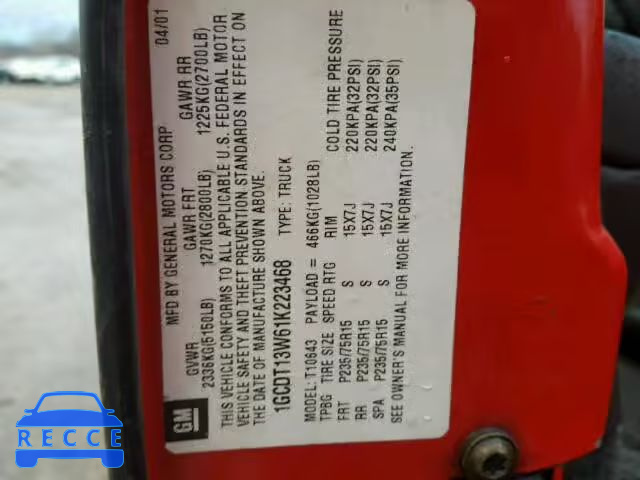 GM
MFD BY GENERAL MOTORS CORP 04/01
GVWR GAWR FRT GAWR RR
2336KG(5150LB) 1270KG(2800LB) 1225KG(2700LB)
THIS VEHICLE CONFORMS TO ALL APPLICABLE U.S. FEDERAL MOTOR
VEHICLE SAFETY AND THEFT PREVENTION STANDARDS IN EFFECT ON
THE DATE OF MANUFACTURE SHOWN ABOVE.
1GCDT13W61K223468 TYPE: TRUCK
MODEL: T10643 PAYLOAD = 466KG(1028LB)
TPBG TIRE SIZE SPEED RTG RIM COLD TIRE PRESSURE
FRT P235/75R15 S 15X7J 220KPA(32PSI)
RR P235/75R15 S 15X7J 220KPA(32PSI)
SPA P235/75R15 S 15X7J 240KPA(35PSI)
SEE OWNER'S MANUAL FOR MORE INFORMATION.
RECCE